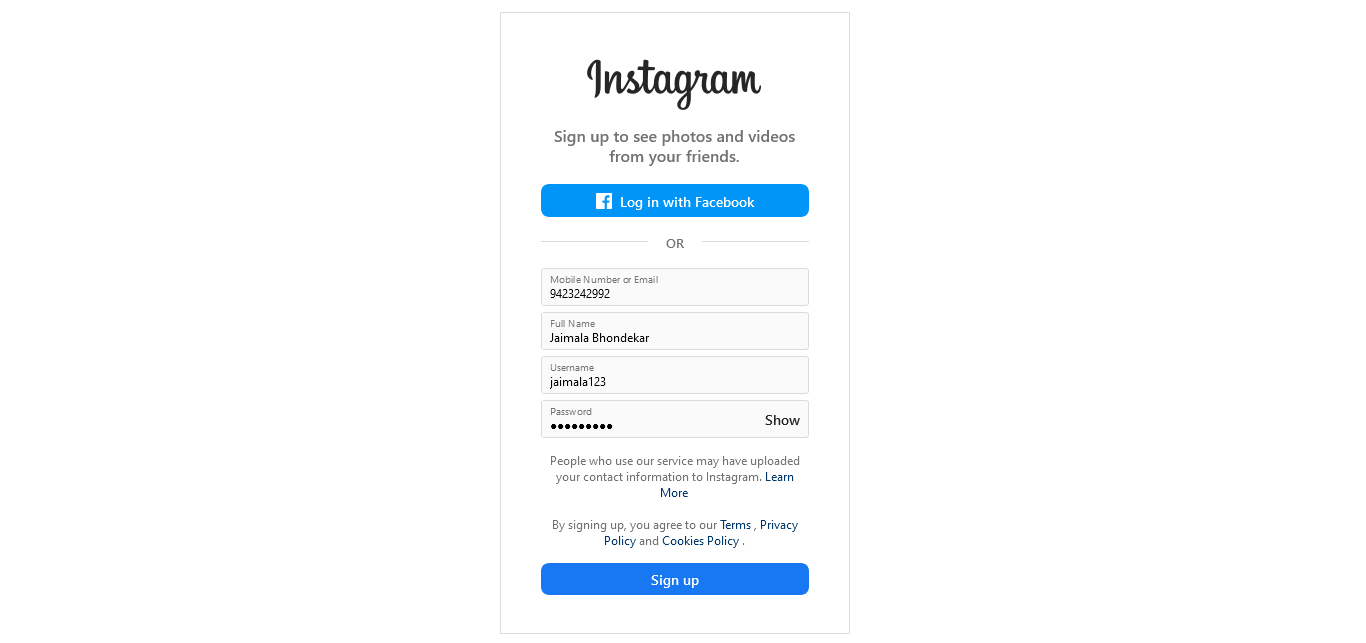 Instagram
Sign up to see photos and videos
from your friends.
Log in with Facebook
OR
Mobile Number or Email
9423242992
Full Name
Jaimala Bhondekar
Username
jaimala123
Password
●●●●●●●●● Show
People who use our service may have uploaded
your contact information to Instagram. Learn
More
By signing up, you agree to our Terms , Privacy
Policy and Cookies Policy .
Sign up